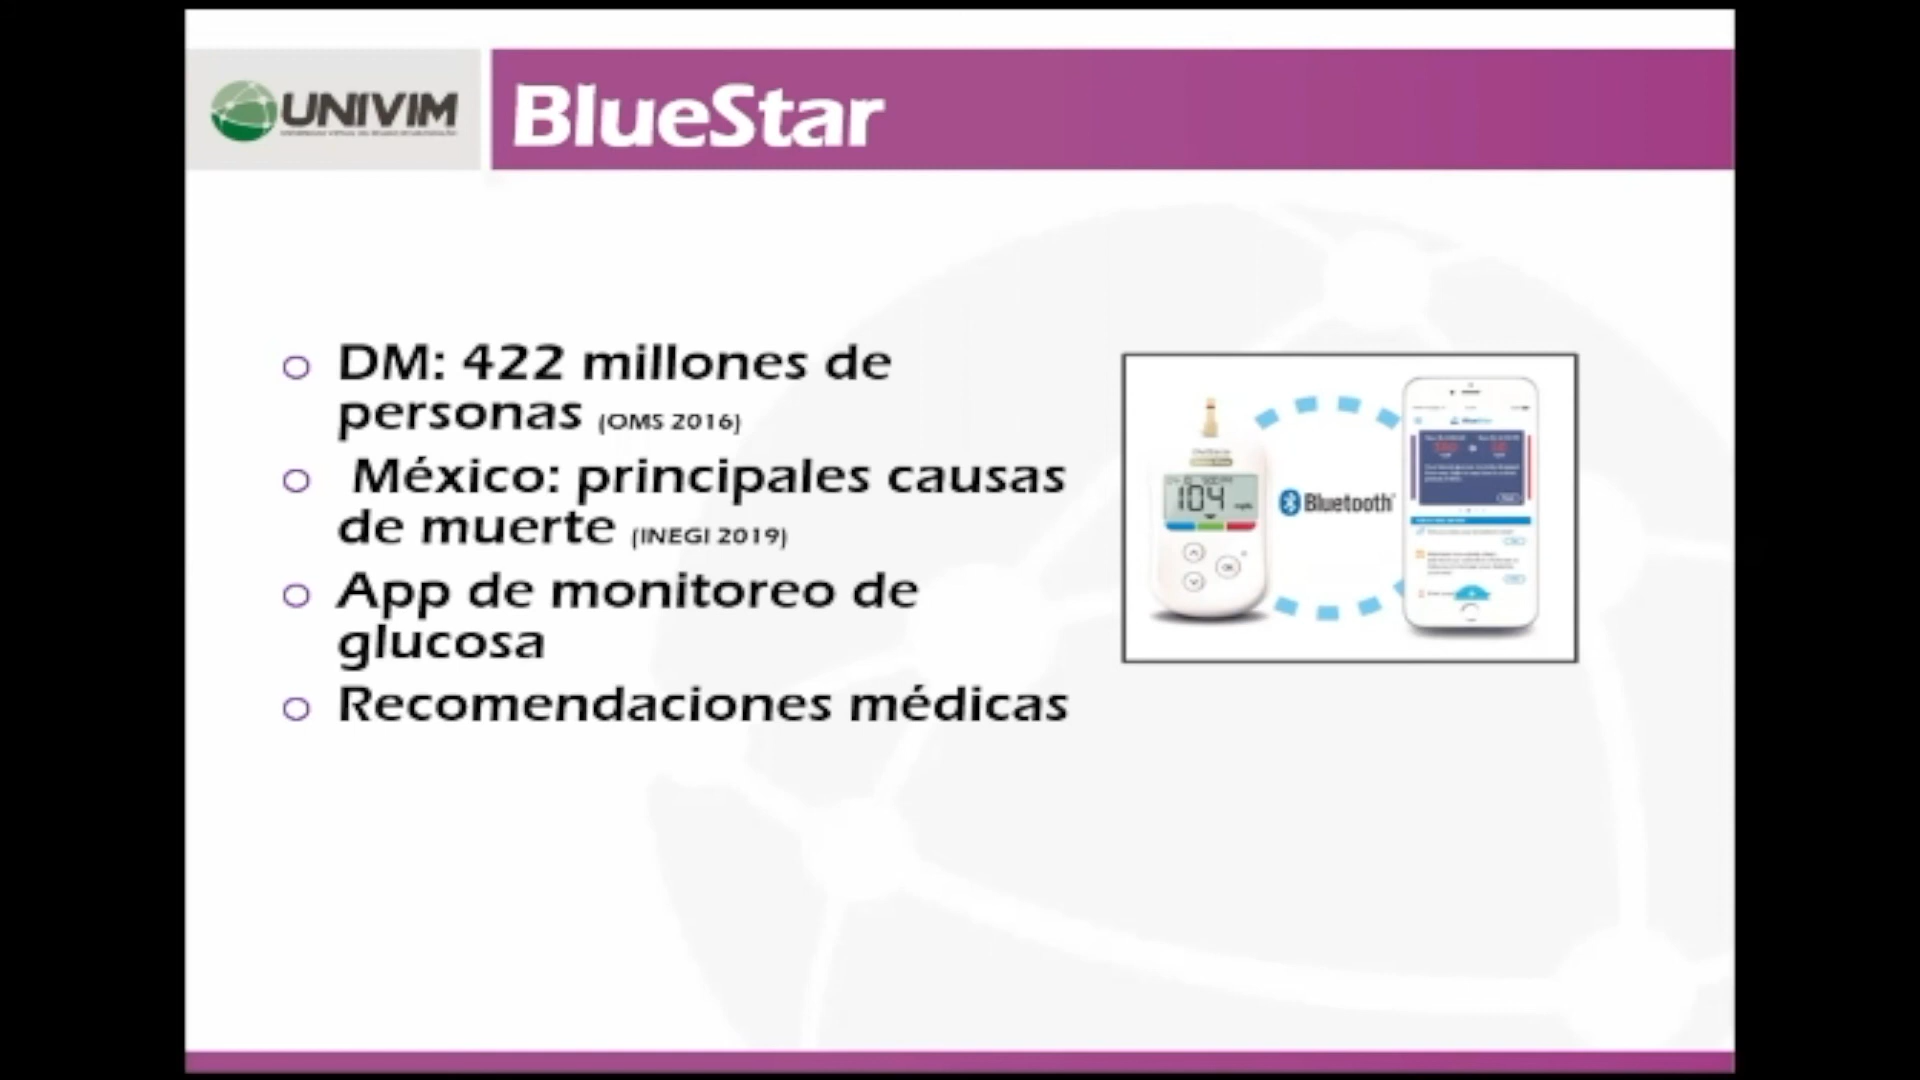 UNIVIM
BlueStar
DM: 422 millones de
personas (OMS 2016)
México: principales causas
de muerte (INEGI 2019)
App de monitoreo de
glucosa
Recomendaciones médicas
104
Bluetooth